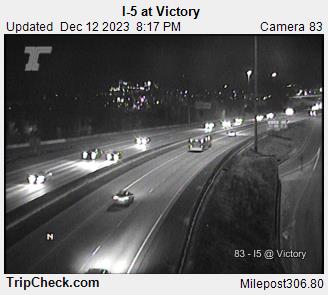 I-5 at Victory
Updated Dec 12 2023 8:17 PM Camera 83
T
N
83 - I5 @ Victory
TripCheck.com Milepost306.80